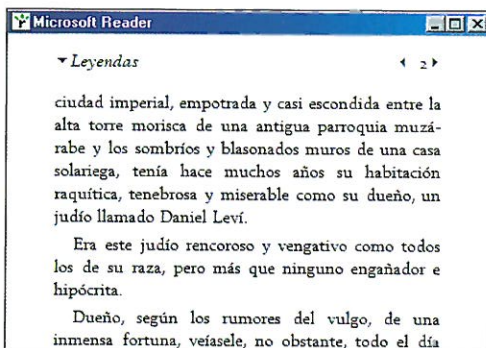 Microsoft Reader
Leyendas 2
ciudad imperial, empotrada y casi escondida entre la
alta torre morisca de una antigua parroquia muzá-
rabe y los sombríos y blasonados muros de una casa
solariega, tenía hace muchos años su habitación
raquítica, tenebrosa y miserable como su dueño, un
judío llamado Daniel Leví.
Era este judío rencoroso y vengativo como todos
los de su raza, pero más que ninguno engañador e
hipócrita.
Dueño, según los rumores del vulgo, de una
inmensa fortuna, veíasele, no obstante, todo el día